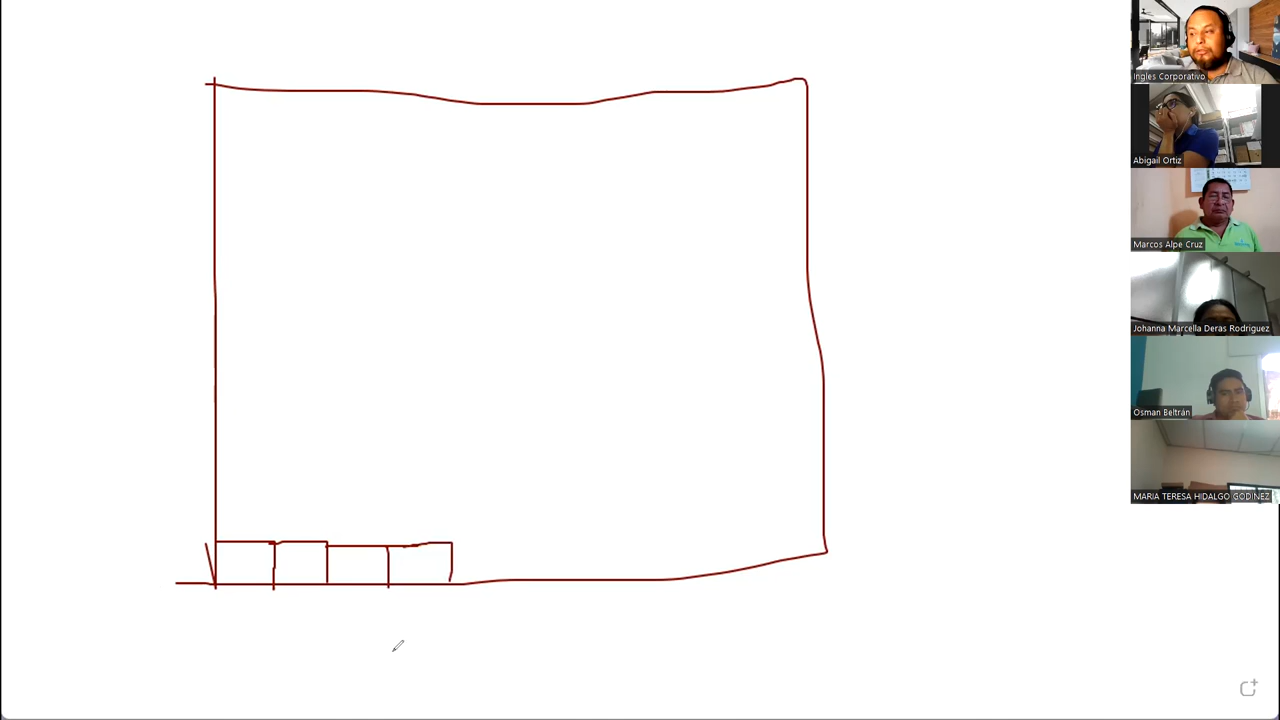 Ingles Corporativo
Abigail Ortiz
Marcos Alpe Cruz
Johanna Marcella Deras Rodriguez
Osman Beltrán
MARIA TERESA HIDALGO GODINEZ